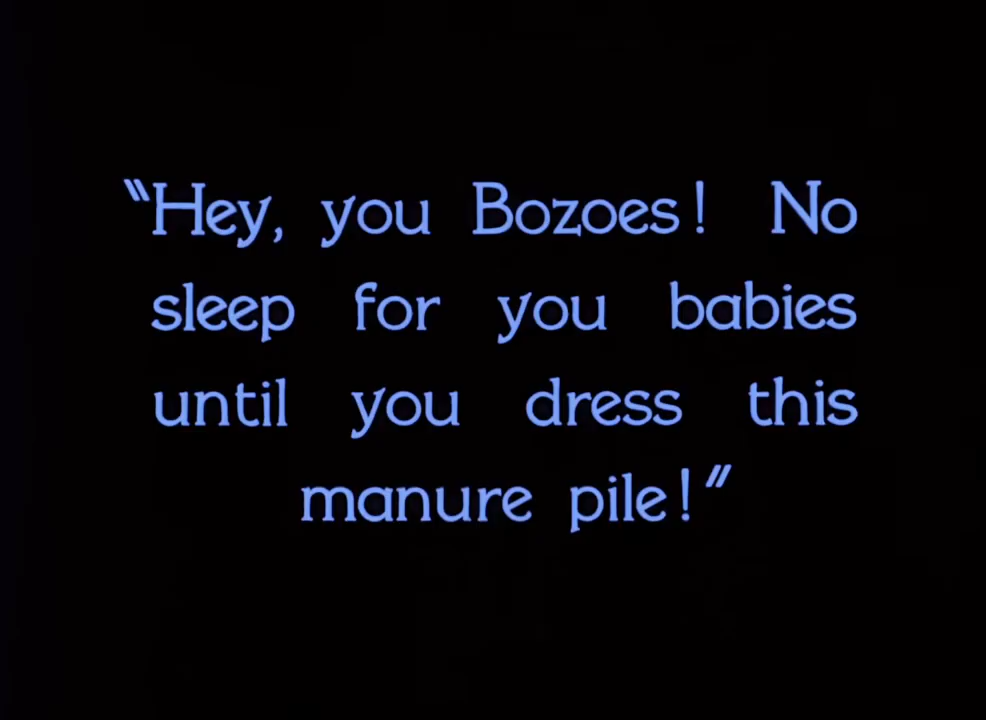 "Hey, you Bozoes! No
sleep for you babies
until you dress this
manure pile!"